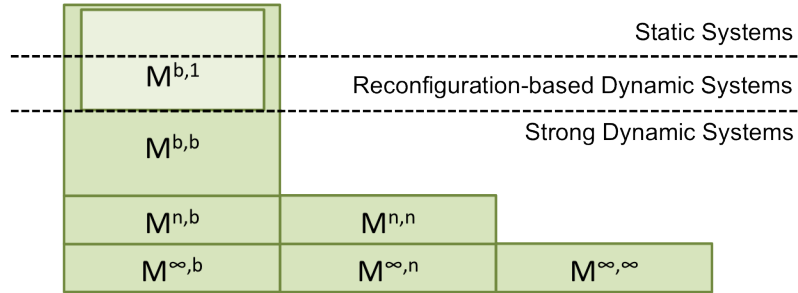 Static Systems
M^b,1
Reconfiguration-based Dynamic Systems
Strong Dynamic Systems
M^b,b
M^n,b M^n,n
M^∞,b M^∞,n M^∞,∞